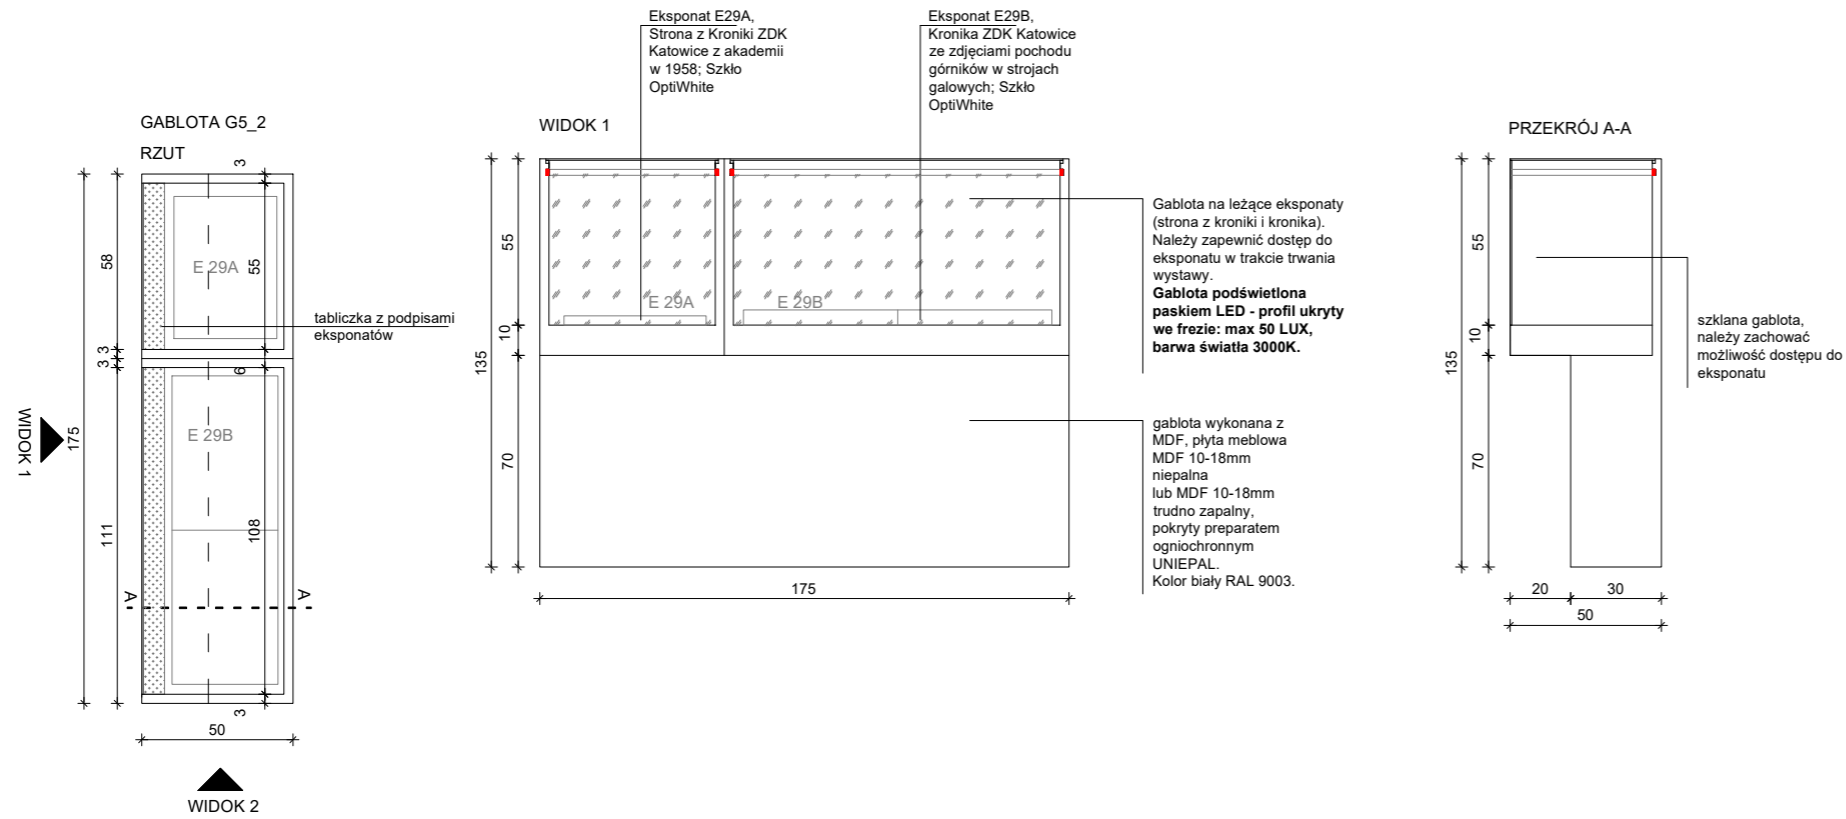 GABLOTA G5_2
RZUT
3
58
55
E 29A
tabliczka z podpisami
eksponatów
3
3
6
E 29B
WIDOK 1
175
111
108
A
A
3
50
WIDOK 2
Eksponat E29A,
Strona z Kroniki ZDK
Katowice z akademii
w 1958; Szkło
OptiWhite
Eksponat E29B,
Kronika ZDK Katowice
ze zdjęciami pochodu
górników w strojach
galowych; Szkło
OptiWhite
WIDOK 1
55
10
135
70
E 29A
E 29B
175
Gablota na leżące eksponaty
(strona z kroniki i kronika).
Należy zapewnić dostęp do
eksponatu w trakcie trwania
wystawy.
Gablota podświetlona
paskiem LED - profil ukryty
we frezie: max 50 LUX,
barwa światła 3000K.
gablota wykonana z
MDF, płyta meblowa
MDF 10-18mm
niepalna
lub MDF 10-18mm
trudno zapalny,
pokryty preparatem
ogniochronnym
UNIEPAL.
Kolor biały RAL 9003.
PRZEKRÓJ A-A
55
10
135
70
20
30
50
szklana gablota,
należy zachować
możliwość dostępu do
eksponatu